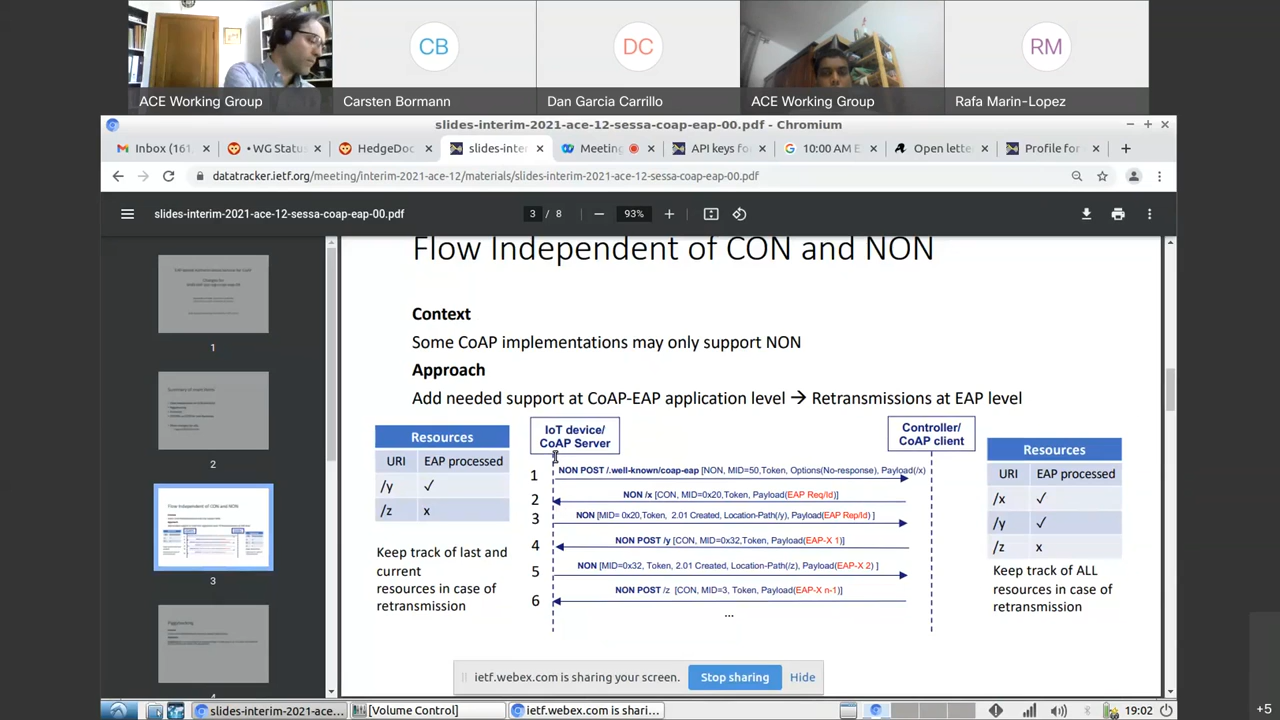 CB
DC
RM
ACE Working Group
Carsten Bormann
Dan Garcia Carrillo
ACE Working Group
Rafa Marin-Lopez
slides-interim-2021-ace-12-sessa-coap-eap-00.pdf - Chromium
Inbox (161,
• WG Status
HedgeDoc
slides-inter
Meeting
API keys fo
10:00 AM E
Open lette
Profile for
datatracker.ietf.org/meeting/interim-2021-ace-12/materials/slides-interim-2021-ace-12-sessa-coap-eap-00.pdf
slides-interim-2021-ace-12-sessa-coap-eap-00.pdf
3 / 8
93%
1
2
3
4
Flow Independent of CON and NON
Context
Some CoAP implementations may only support NON
Approach
Add needed support at CoAP-EAP application level → Retransmissions at EAP level
Resources
URI EAP processed
/y ✓
/z x
Keep track of last and
current
resources in case of
retransmission
IoT device/
CoAP Server
Controller/
CoAP client
1 NON POST /.well-known/coap-eap [NON, MID=50,Token, Options(No-response), Payload(/x)
2 NON /x [CON, MID=0x20,Token, Payload(EAP Req/Id)]
3 NON [MID= 0x20,Token, 2.01 Created, Location-Path(/y), Payload(EAP Rep/Id) ]
4 NON POST /y [CON, MID=0x32,Token, Payload(EAP-X 1)]
5 NON [MID=0x32, Token, 2.01 Created, Location-Path(/z), Payload(EAP-X 2) ]
6 NON POST /z [CON, MID=3, Token, Payload(EAP-X n-1)]
...
Resources
URI EAP processed
/x ✓
/y ✓
/z x
Keep track of ALL
resources in case of
retransmission
ietf.webex.com is sharing your screen.
Stop sharing
Hide
slides-interim-2021-ace...
[Volume Control]
ietf.webex.com is shari...
19:02
+5